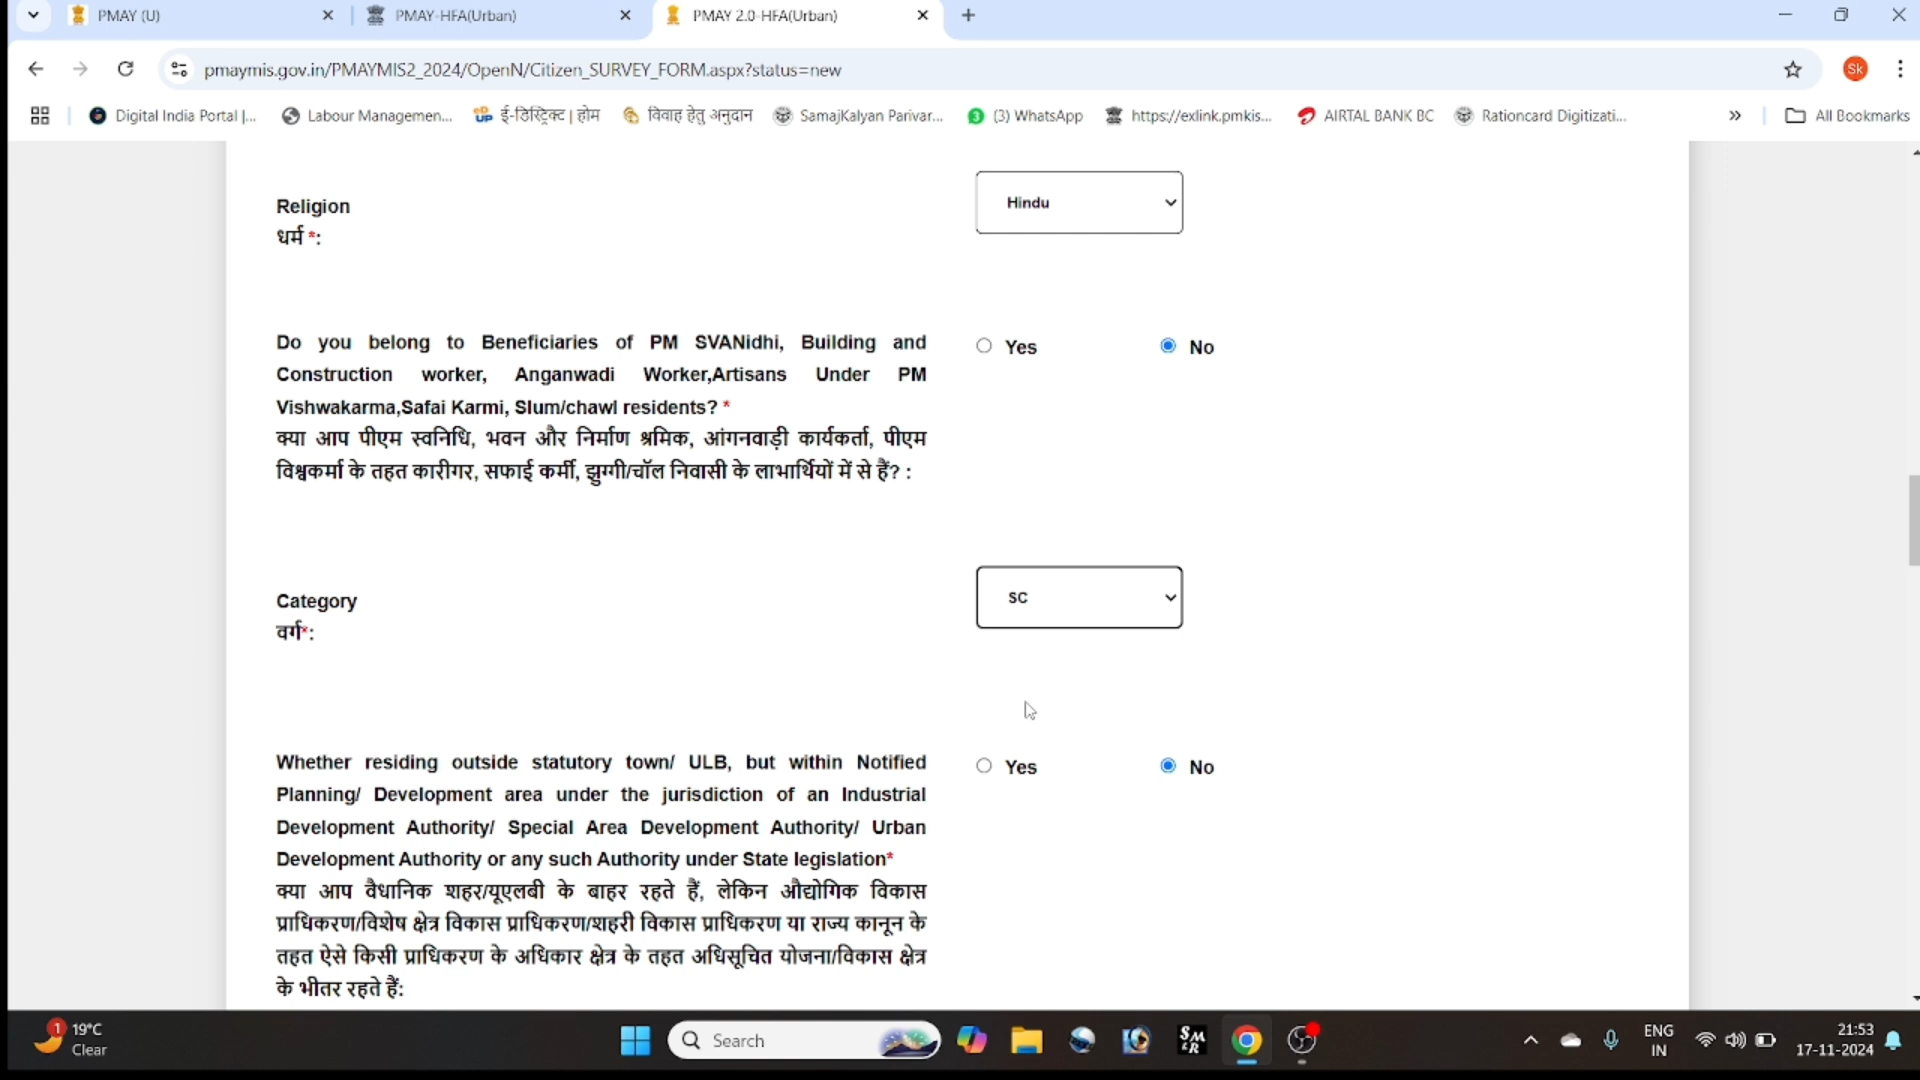 PMAY (U)
PMAY-HFA(Urban)
PMAY 2.0-HFA(Urban)
pmaymis.gov.in/PMAYMIS2_2024/OpenN/Citizen_SURVEY_FORM.aspx?status=new
Sk
Digital India Portal |...
Labour Managemen...
UP ई-डिस्ट्रिक्ट | होम
विवाह हेतु अनुदान
SamajKalyan Parivar...
3 (3) WhatsApp
https://exlink.pmkis...
AIRTAL BANK BC
Rationcard Digitizati...
All Bookmarks
Religion
धर्म *:
Hindu
Do you belong to Beneficiaries of PM SVANidhi, Building and
Construction worker, Anganwadi Worker,Artisans Under PM
Vishwakarma,Safai Karmi, Slum/chawl residents? *
क्या आप पीएम स्वनिधि, भवन और निर्माण श्रमिक, आंगनवाड़ी कार्यकर्ता, पीएम
विश्वकर्मा के तहत कारीगर, सफाई कर्मी, झुग्गी/चॉल निवासी के लाभार्थियों में से हैं? :
Yes
No
Category
वर्ग*:
SC
Whether residing outside statutory town/ ULB, but within Notified
Planning/ Development area under the jurisdiction of an Industrial
Development Authority/ Special Area Development Authority/ Urban
Development Authority or any such Authority under State legislation*
क्या आप वैधानिक शहर/यूएलबी के बाहर रहते हैं, लेकिन औद्योगिक विकास
प्राधिकरण/विशेष क्षेत्र विकास प्राधिकरण/शहरी विकास प्राधिकरण या राज्य कानून के
तहत ऐसे किसी प्राधिकरण के अधिकार क्षेत्र के तहत अधिसूचित योजना/विकास क्षेत्र
के भीतर रहते हैं:
Yes
No
1
19°C
Clear
Search
SM
&R
ENG
IN
21:53
17-11-2024